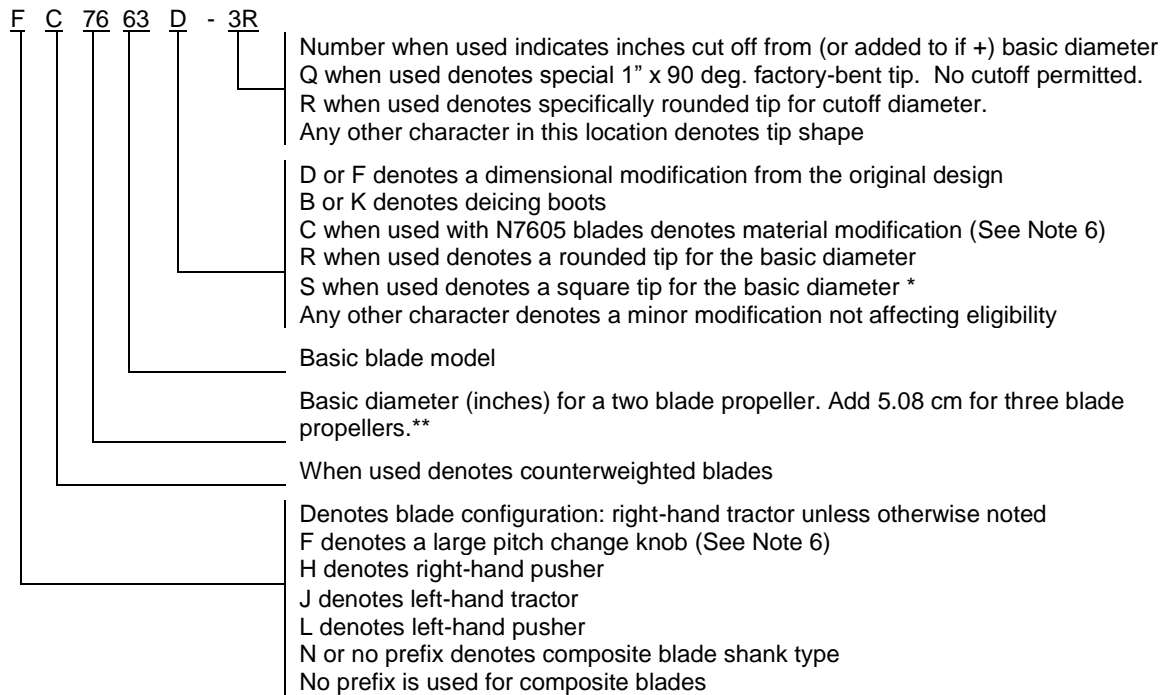 F C 76 63 D - 3R
Number when used indicates inches cut off from (or added to if +) basic diameter
Q when used denotes special 1” x 90 deg. factory-bent tip. No cutoff permitted.
R when used denotes specifically rounded tip for cutoff diameter.
Any other character in this location denotes tip shape
D or F denotes a dimensional modification from the original design
B or K denotes deicing boots
C when used with N7605 blades denotes material modification (See Note 6)
R when used denotes a rounded tip for the basic diameter
S when used denotes a square tip for the basic diameter *
Any other character denotes a minor modification not affecting eligibility
Basic blade model
Basic diameter (inches) for a two blade propeller. Add 5.08 cm for three blade
propellers.**
When used denotes counterweighted blades
Denotes blade configuration: right-hand tractor unless otherwise noted
F denotes a large pitch change knob (See Note 6)
H denotes right-hand pusher
J denotes left-hand tractor
L denotes left-hand pusher
N or no prefix denotes composite blade shank type
No prefix is used for composite blades